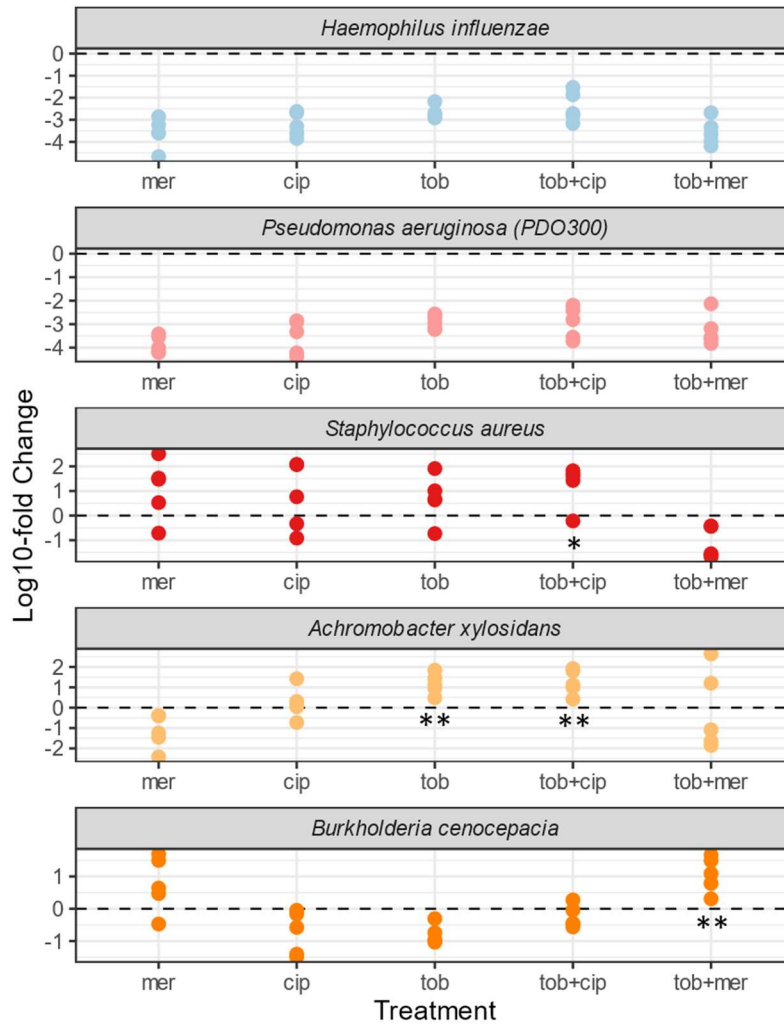 Haemophilus influenzae
0
-1
-2
-3
-4
mer cip tob tob+cip tob+mer
Pseudomonas aeruginosa (PDO300)
0
-1
-2
-3
-4
mer cip tob tob+cip tob+mer
Log10-fold Change
Staphylococcus aureus
2
1
0
-1
*
mer cip tob tob+cip tob+mer
Achromobacter xylosidans
2
1
0
-1
-2
** **
mer cip tob tob+cip tob+mer
Burkholderia cenocepacia
1
0
-1
**
mer cip tob tob+cip tob+mer
Treatment